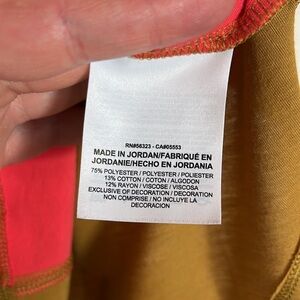 RN#56323 - CA#05553
MADE IN JORDAN/FABRIQUÉ EN
JORDANIE/HECHO EN JORDANIA
75% POLYESTER / POLYESTER / POLIESTER
13% COTTON / COTON / ALGODON
12% RAYON / VISCOSE / VISCOSA
EXCLUSIVE OF DECORATION / DECORATION
NON COMPRISE / NO INCLUYE LA
DECORACION